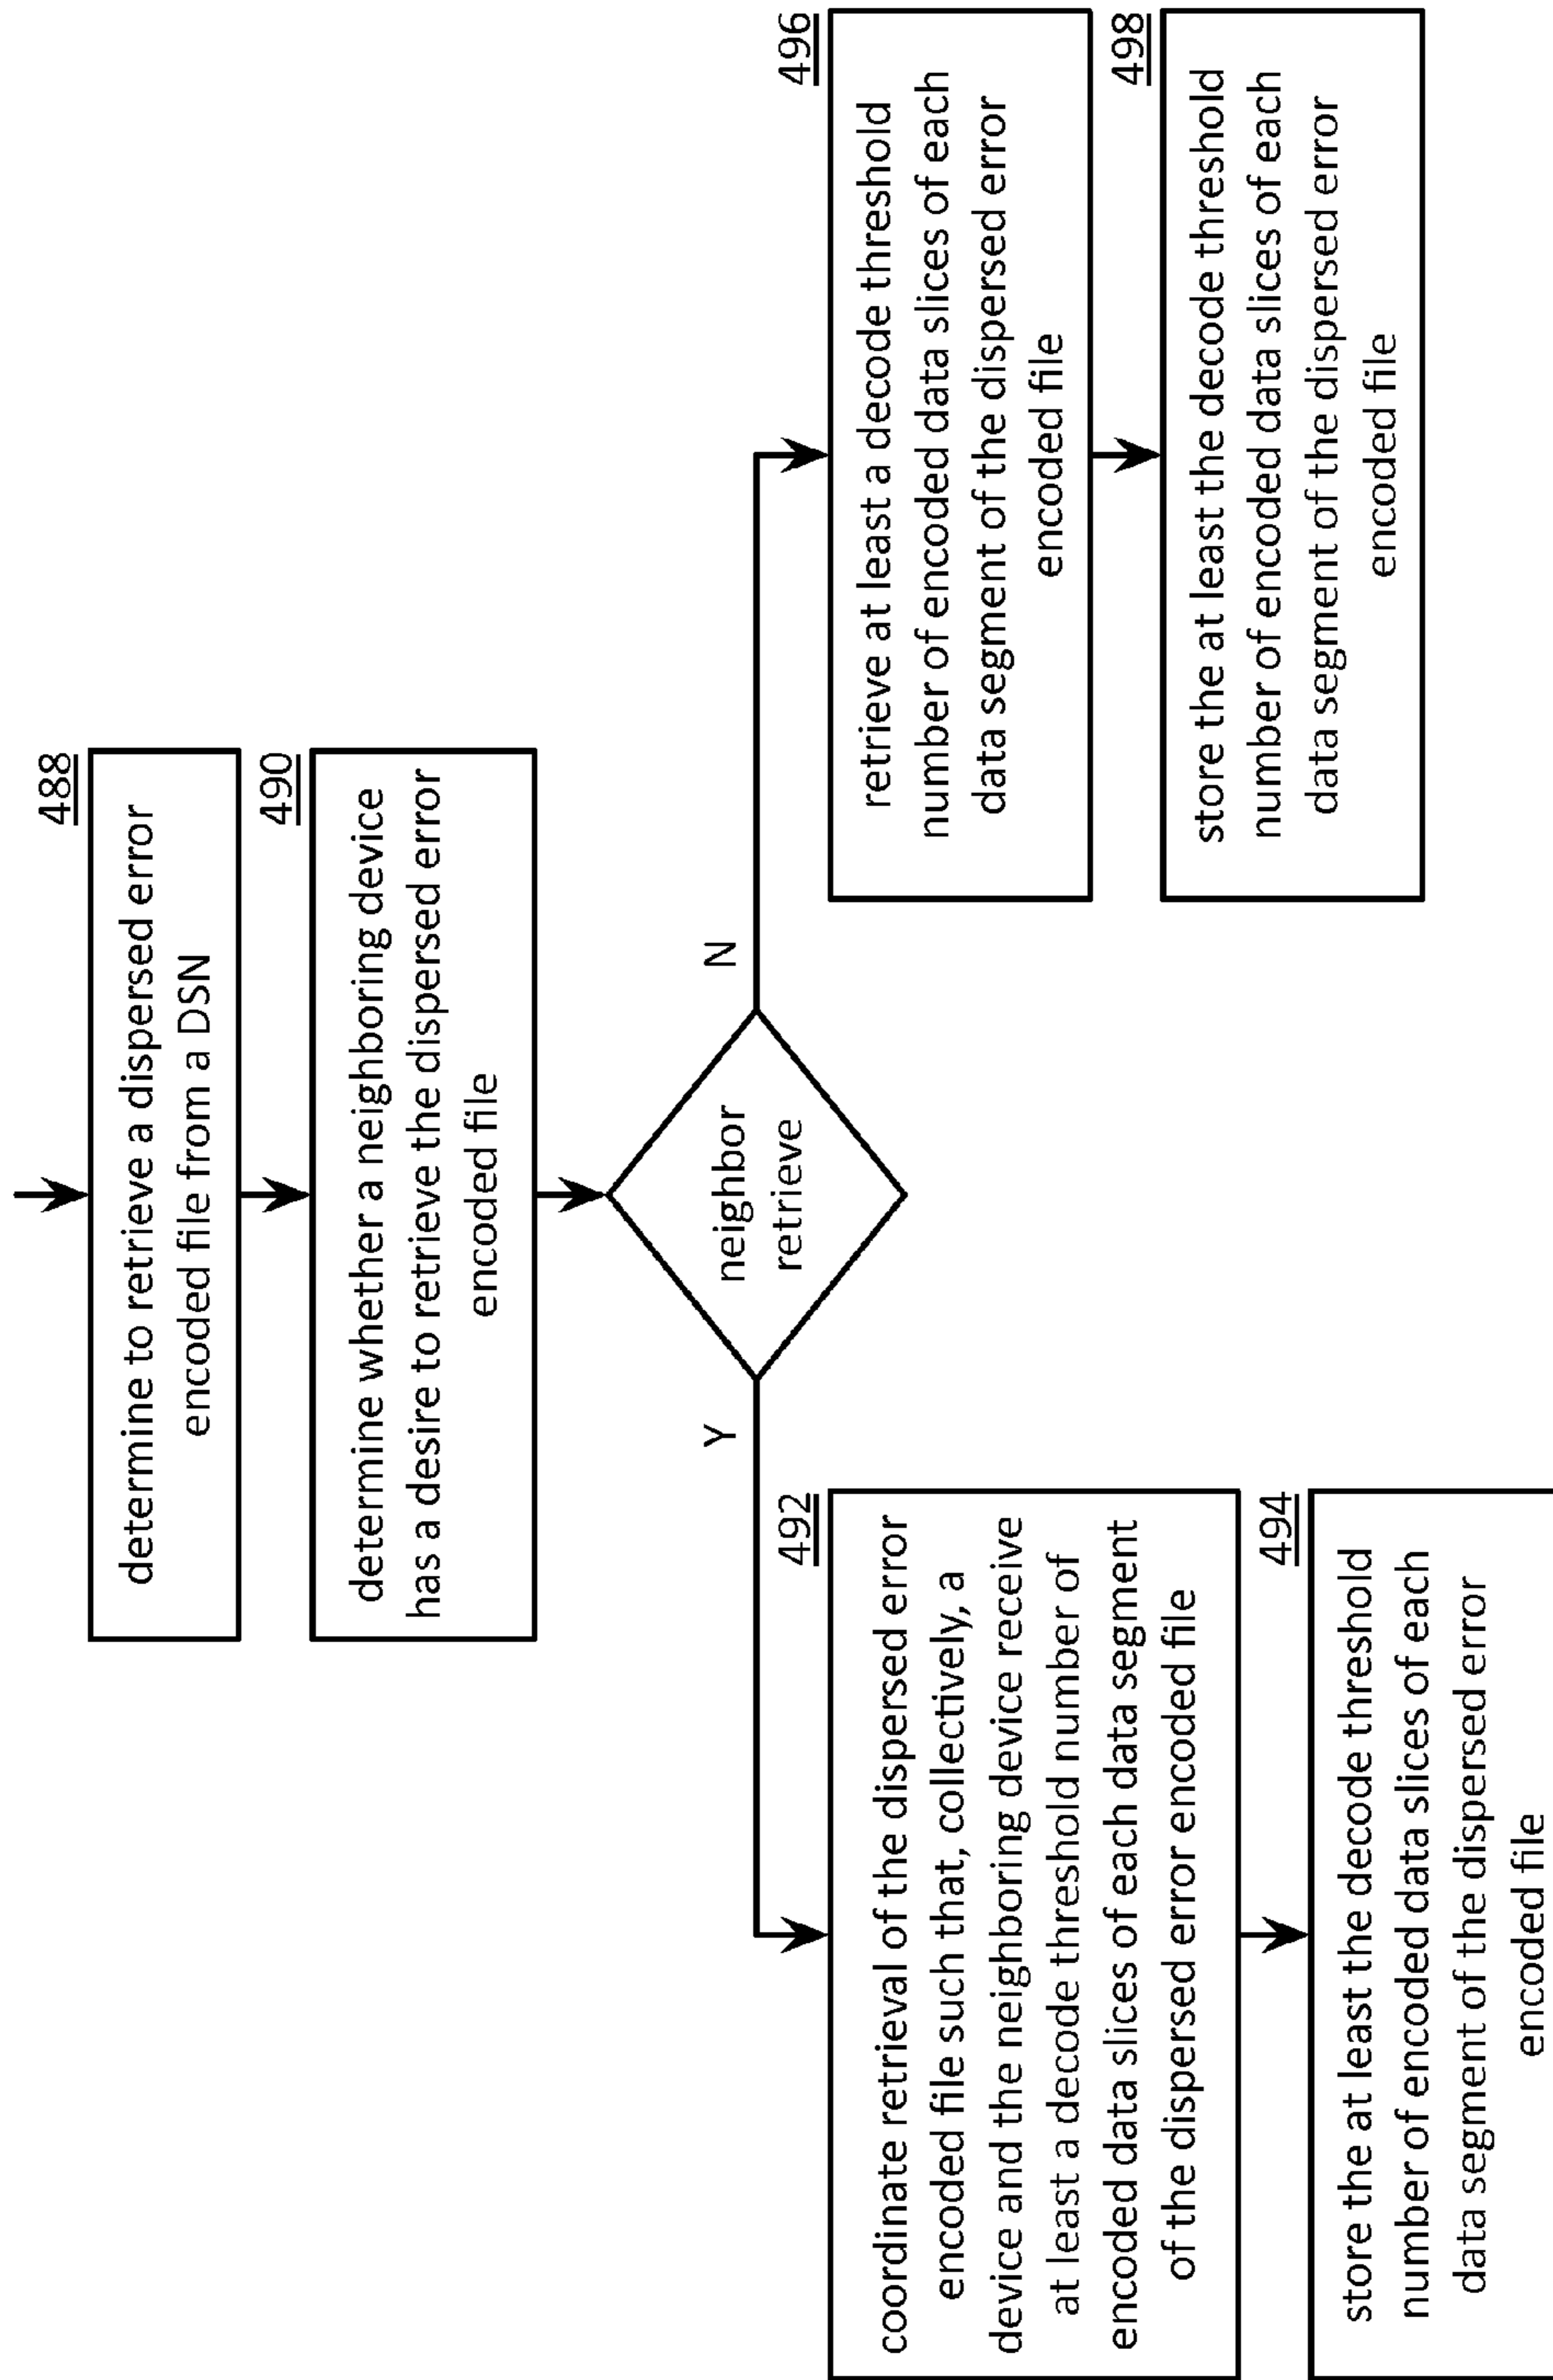 488
determine to retrieve a dispersed error
encoded file from a DSN
490
determine whether a neighboring device
has a desire to retrieve the dispersed error
encoded file
neighbor
retrieve
Y
N
492
coordinate retrieval of the dispersed error
encoded file such that, collectively, a
device and the neighboring device receive
at least a decode threshold number of
encoded data slices of each data segment
of the dispersed error encoded file
494
store the at least the decode threshold
number of encoded data slices of each
data segment of the dispersed error
encoded file
496
retrieve at least a decode threshold
number of encoded data slices of each
data segment of the dispersed error
encoded file
498
store the at least the decode threshold
number of encoded data slices of each
data segment of the dispersed error
encoded file